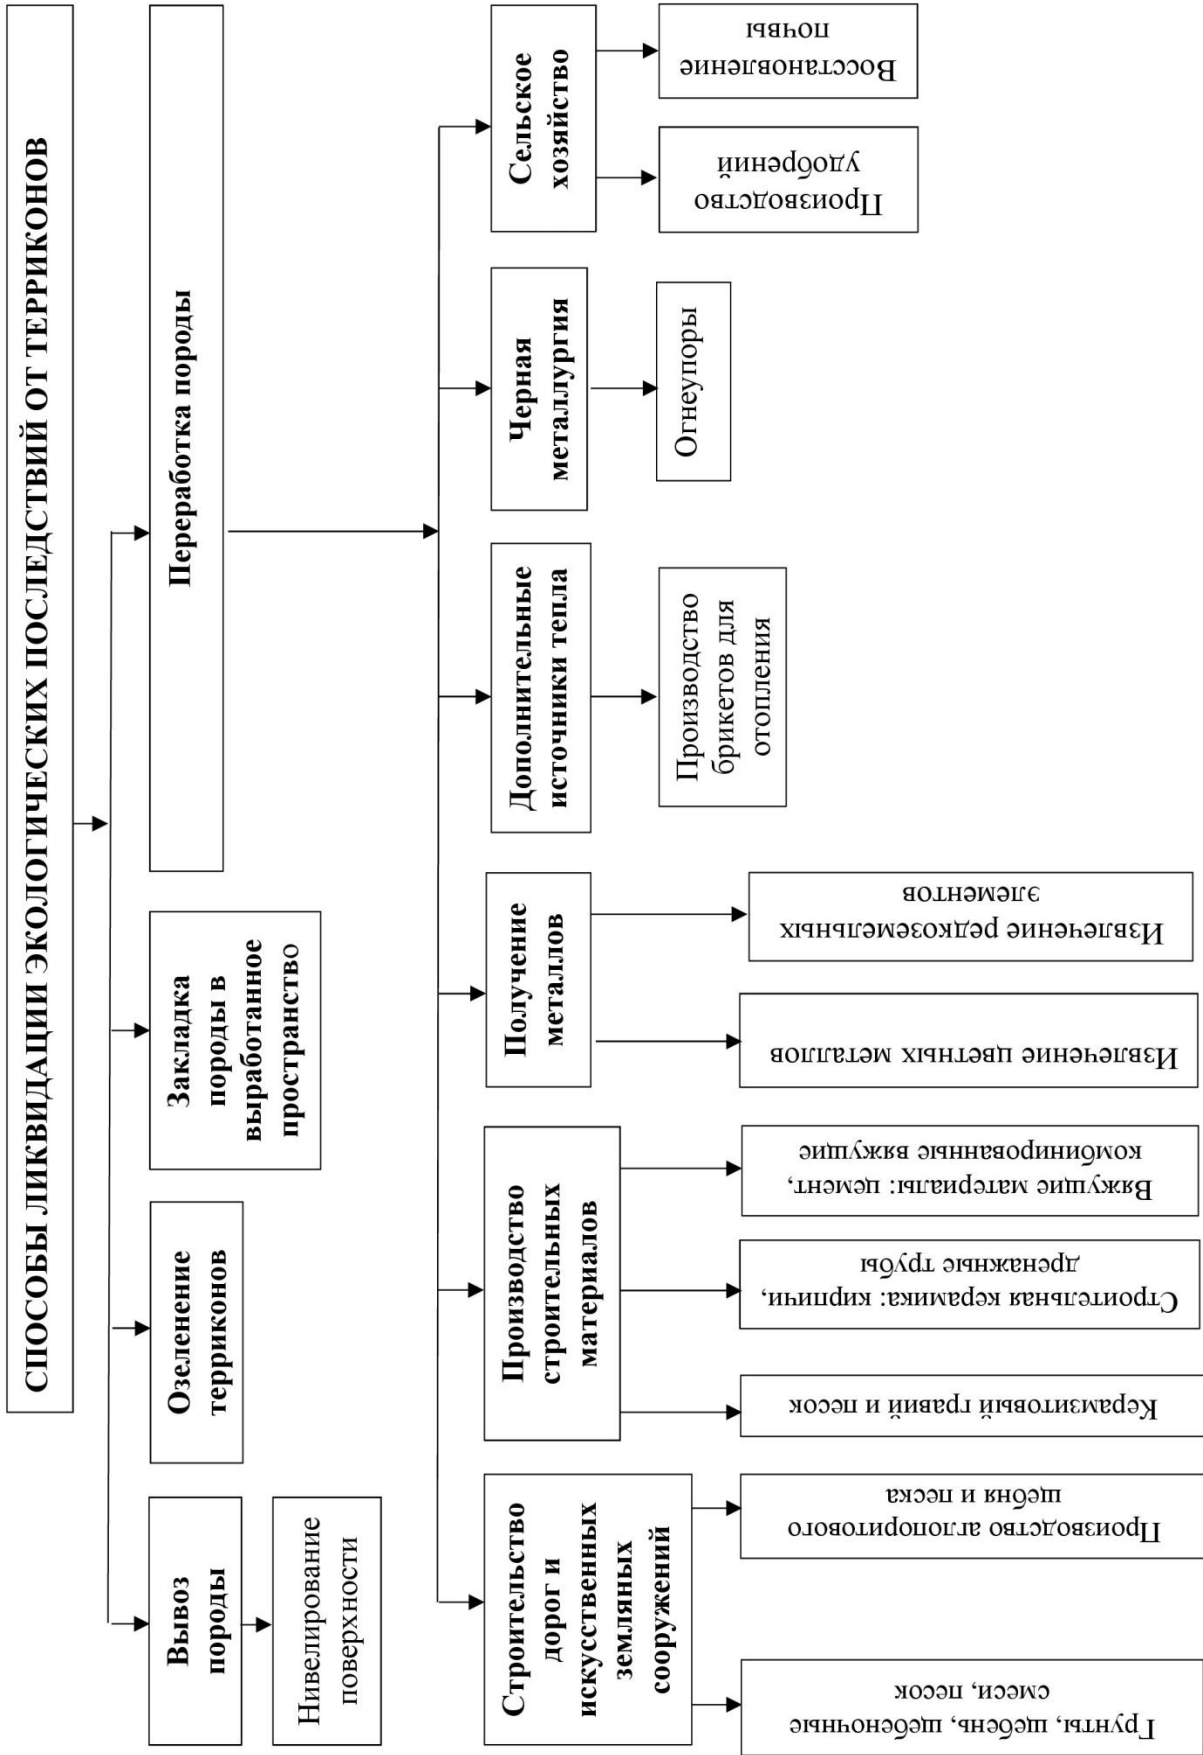 СПОСОБЫ ЛИКВИДАЦИИ ЭКОЛОГИЧЕСКИХ ПОСЛЕДСТВИЙ ОТ ТЕРРИКОНОВ
Вывоз
породы
Озеленение
терриконов
Закладка
породы в
выработанное
пространство
Переработка породы
Нивелирование
поверхности
Строительство
дорог и
искусственных
земляных
сооружений
Производство
строительных
материалов
Получение
металлов
Дополнительные
источники тепла
Черная
металлургия
Сельское
хозяйство
Грунты, щебень, щебеночные
смеси, песок
Производство аглопоритового
щебня и песка
Керамзитовый гравий и песок
Строительная керамика: кирпичи,
дренажные трубы
Вяжущие материалы: цемент,
комбинированные вяжущие
Извлечение цветных металлов
Извлечение редкоземельных
элементов
Производство
брикетов для
отопления
Огнеупоры
Производство
удобрений
Восстановление
почвы